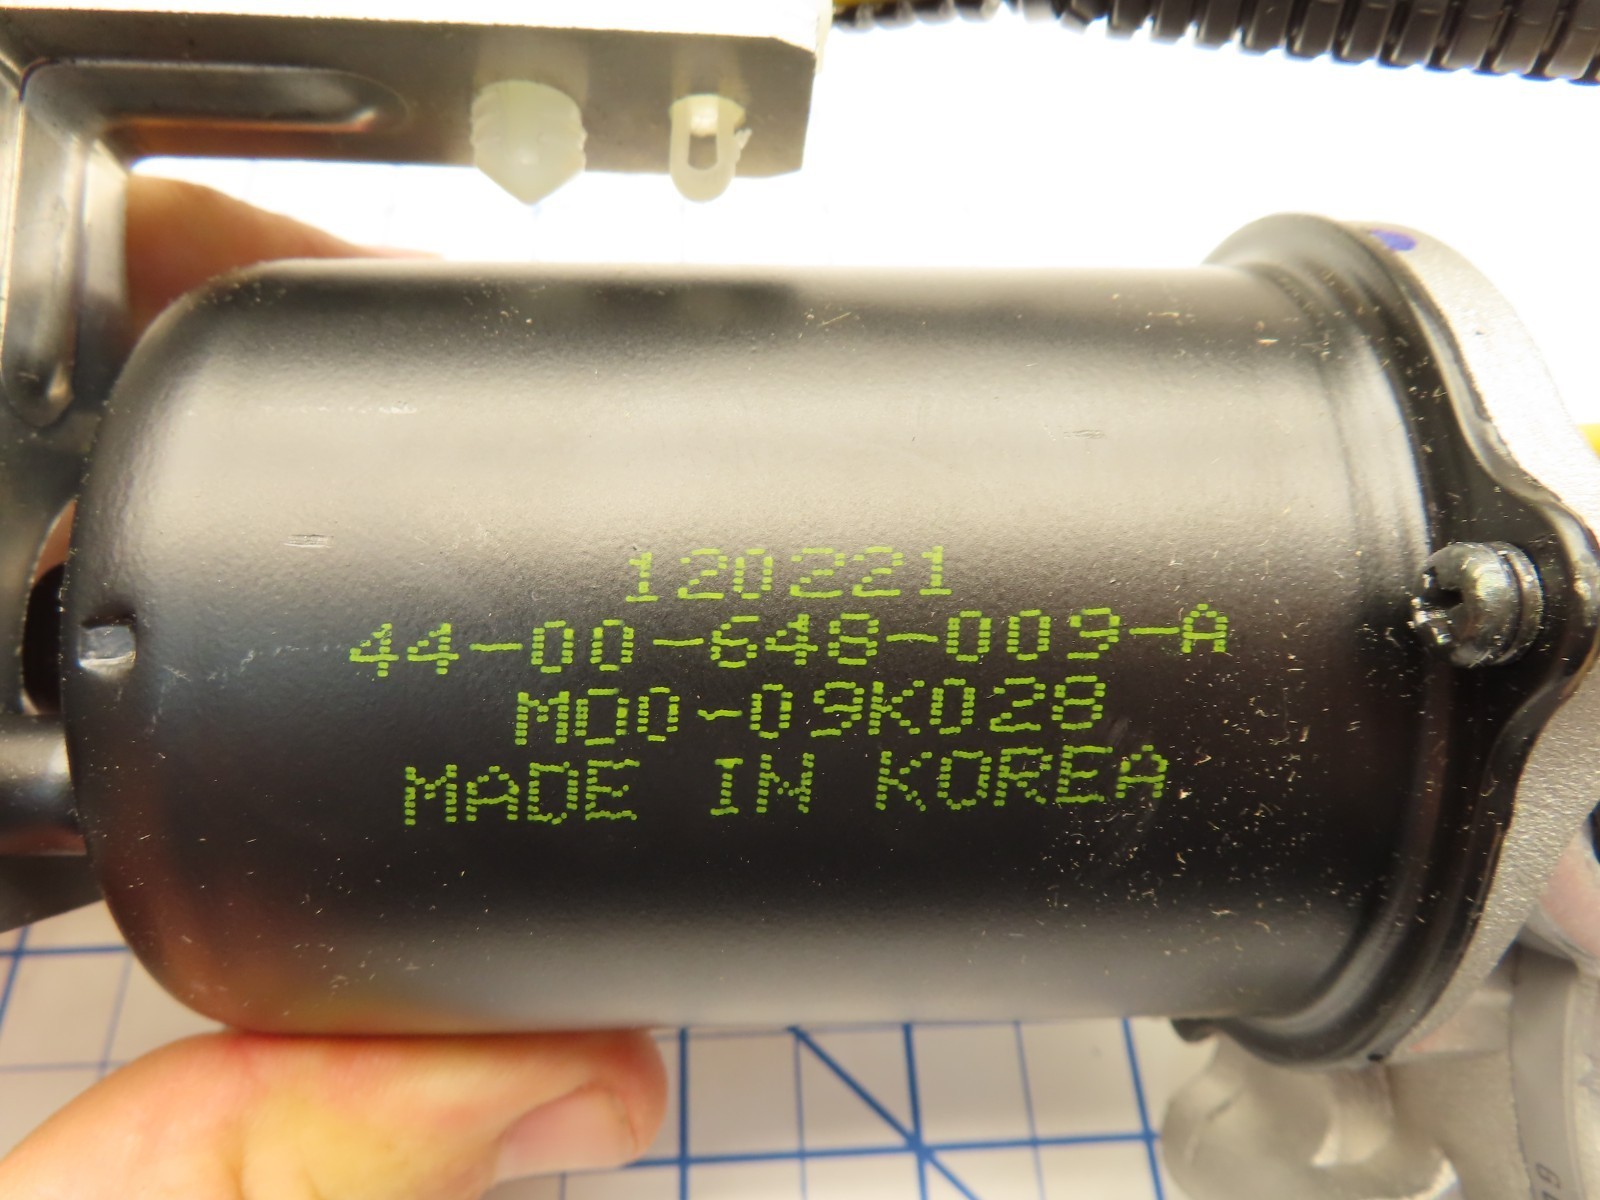 120221
44-00-648-009-A
MD0-09K028
MADE IN KOREA